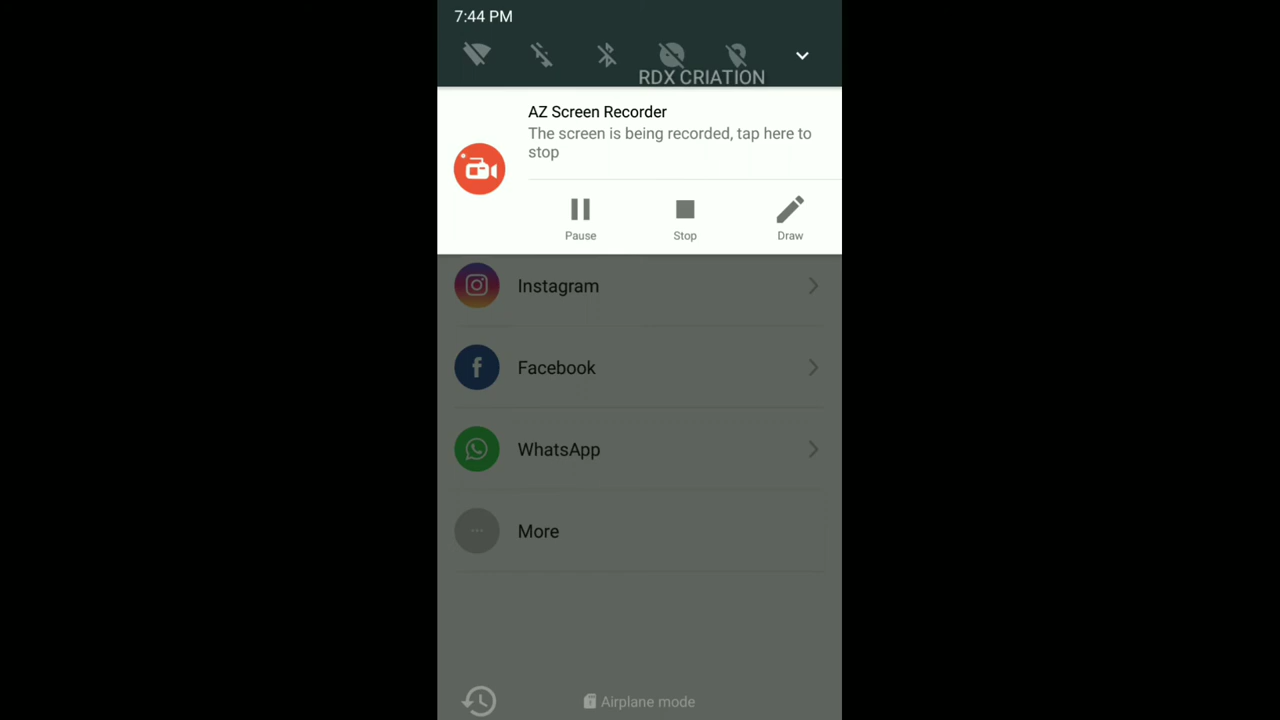 7:44 PM
RDX CRIATION
AZ Screen Recorder
The screen is being recorded, tap here to
stop
Pause
Stop
Draw
Instagram
Facebook
WhatsApp
More
Airplane mode